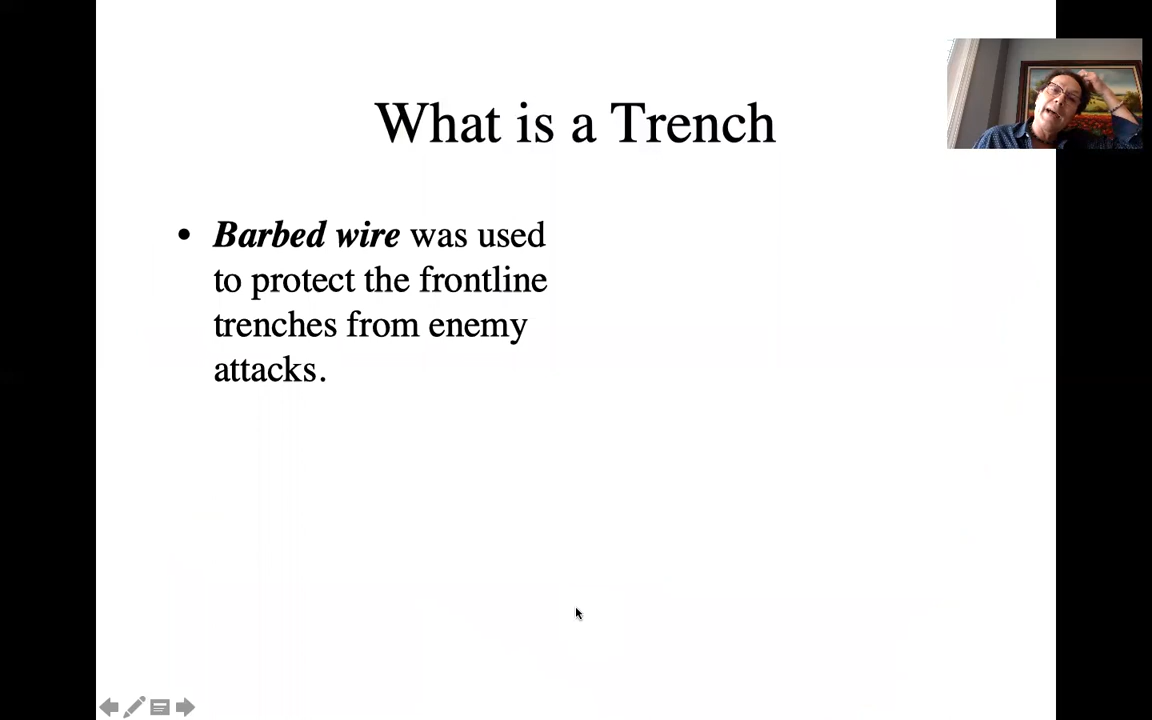 What is a Trench
• Barbed wire was used
to protect the frontline
trenches from enemy
attacks.